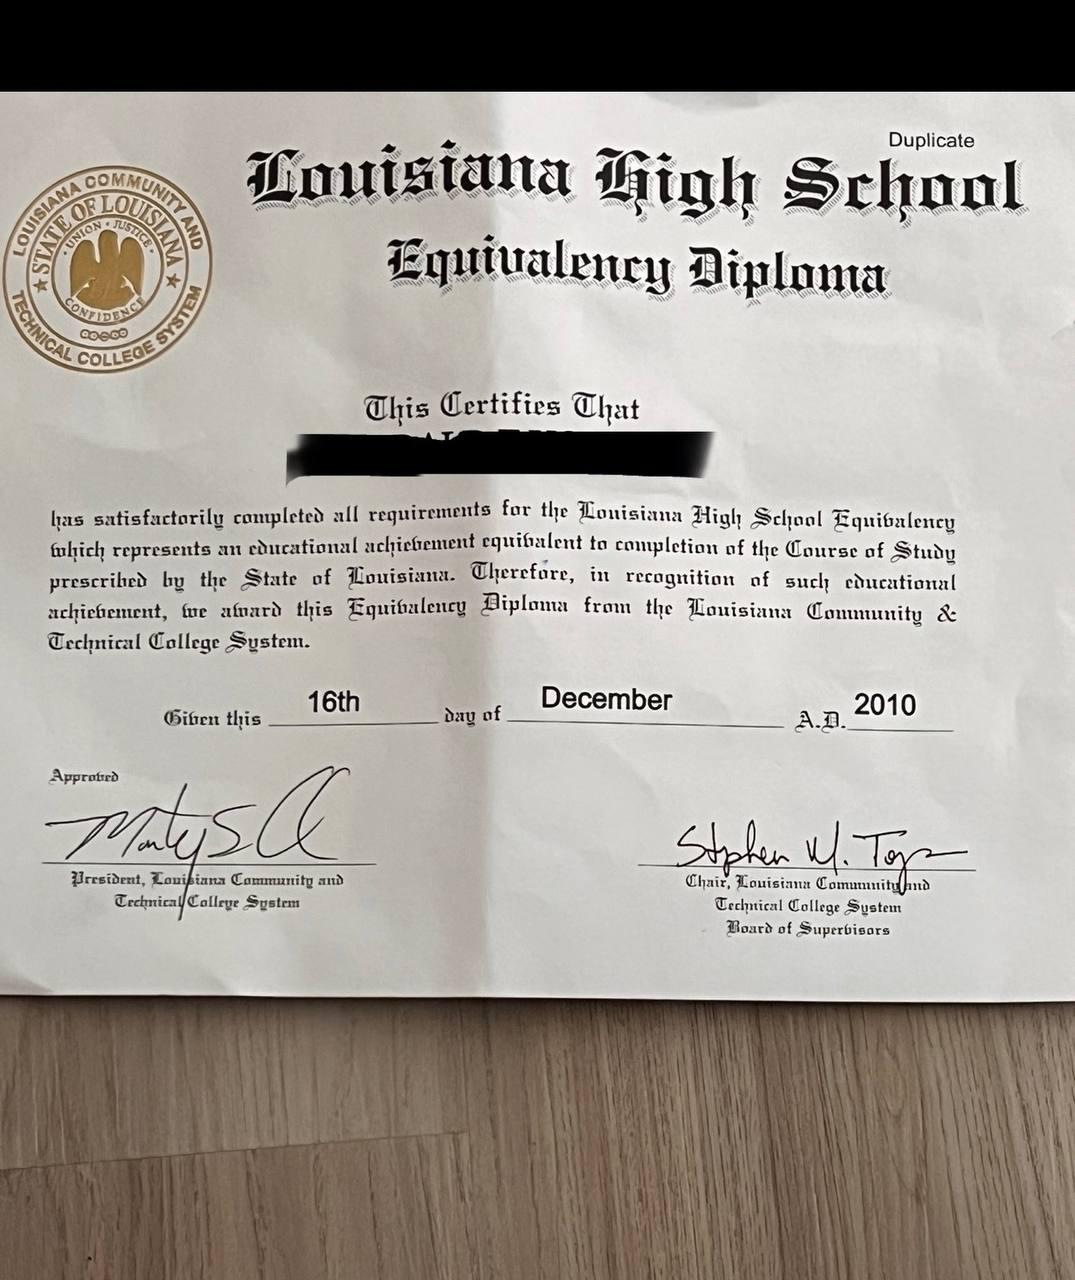 Duplicate
Louisiana High School
Equivalency Diploma
LOUISIANA COMMUNITY AND
TECHNICAL COLLEGE SYSTEM
STATE OF LOUISIANA
UNION • JUSTICE
CONFIDENCE
This Certifies That
has satisfactorily completed all requirements for the Louisiana High School Equivalency
which represents an educational achievement equivalent to completion of the Course of Study
prescribed by the State of Louisiana. Therefore, in recognition of such educational
achievement, we award this Equivalency Diploma from the Louisiana Community &
Technical College System.
Given this 16th day of December A.D. 2010
Approved
Stephen M.
President, Louisiana Community and
Technical College System
Chair, Louisiana Community and
Technical College System
Board of Supervisors